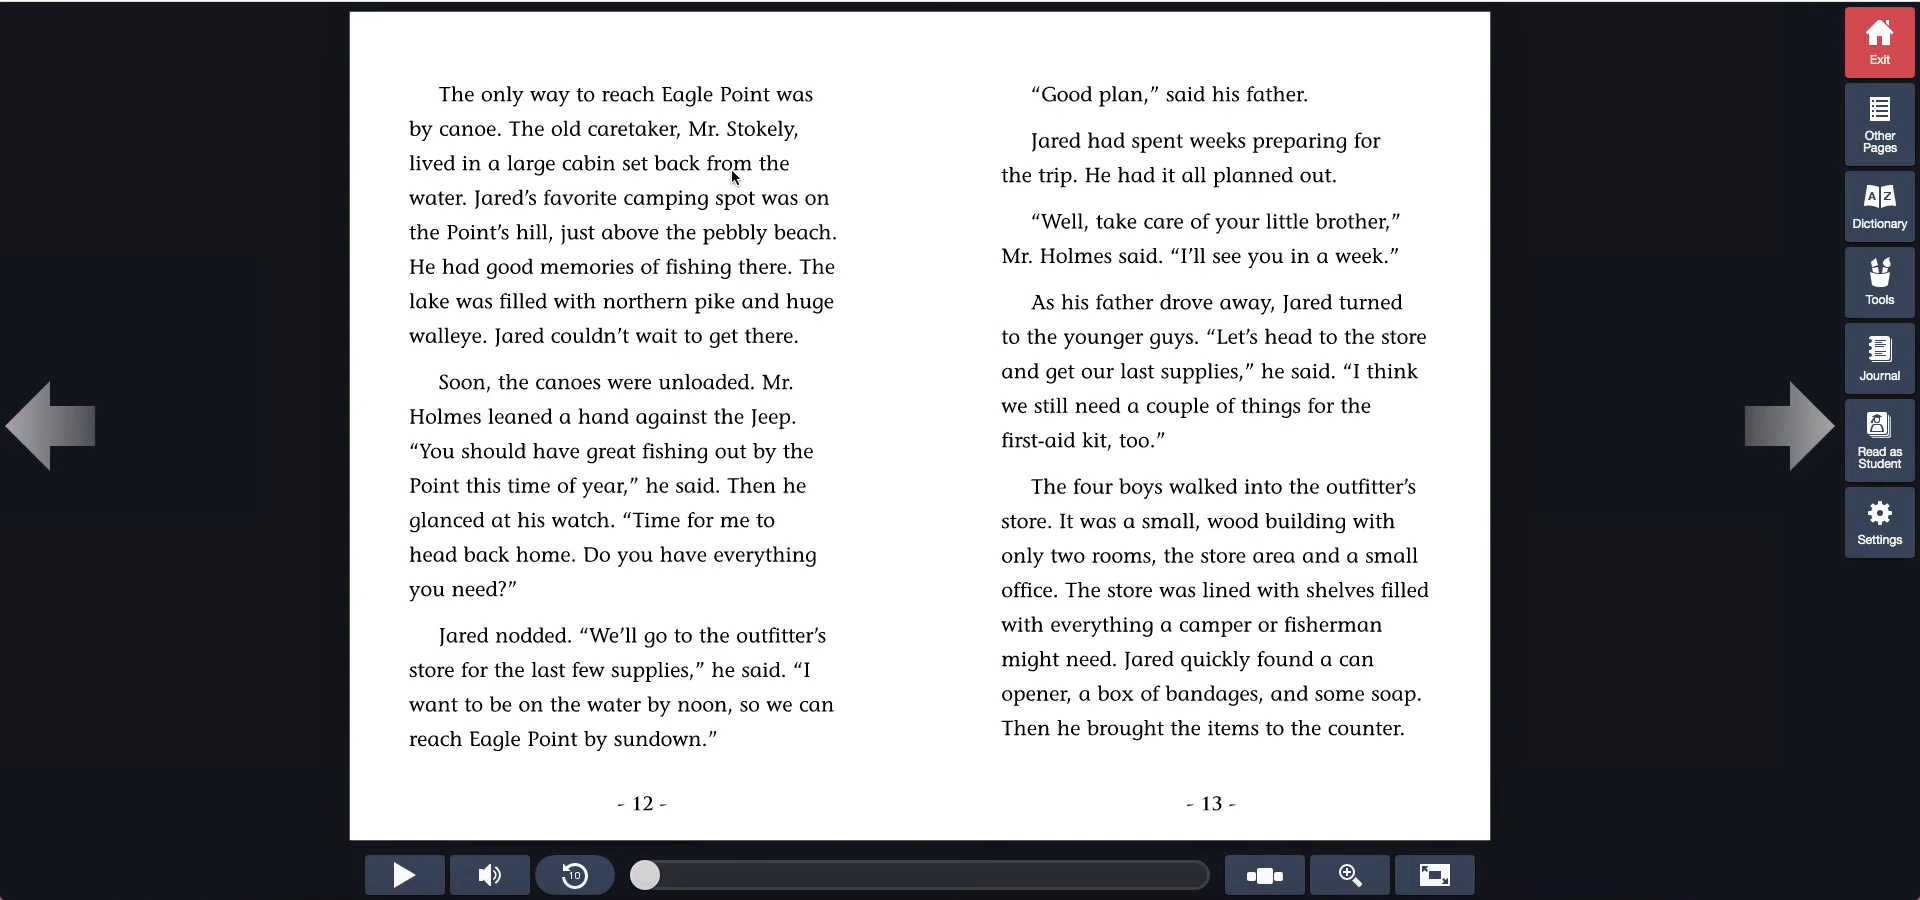 The only way to reach Eagle Point was
by canoe. The old caretaker, Mr. Stokely,
lived in a large cabin set back from the
water. Jared’s favorite camping spot was on
the Point’s hill, just above the pebbly beach.
He had good memories of fishing there. The
lake was filled with northern pike and huge
walleye. Jared couldn’t wait to get there.
Soon, the canoes were unloaded. Mr.
Holmes leaned a hand against the Jeep.
“You should have great fishing out by the
Point this time of year,” he said. Then he
glanced at his watch. “Time for me to
head back home. Do you have everything
you need?”
Jared nodded. “We’ll go to the outfitter’s
store for the last few supplies,” he said. “I
want to be on the water by noon, so we can
reach Eagle Point by sundown.”
- 12 -
“Good plan,” said his father.
Jared had spent weeks preparing for
the trip. He had it all planned out.
“Well, take care of your little brother,”
Mr. Holmes said. “I’ll see you in a week.”
As his father drove away, Jared turned
to the younger guys. “Let’s head to the store
and get our last supplies,” he said. “I think
we still need a couple of things for the
first-aid kit, too.”
The four boys walked into the outfitter’s
store. It was a small, wood building with
only two rooms, the store area and a small
office. The store was lined with shelves filled
with everything a camper or fisherman
might need. Jared quickly found a can
opener, a box of bandages, and some soap.
Then he brought the items to the counter.
- 13 -
Exit
Other
Pages
A Z
Dictionary
Tools
Journal
Read as
Student
Settings
10